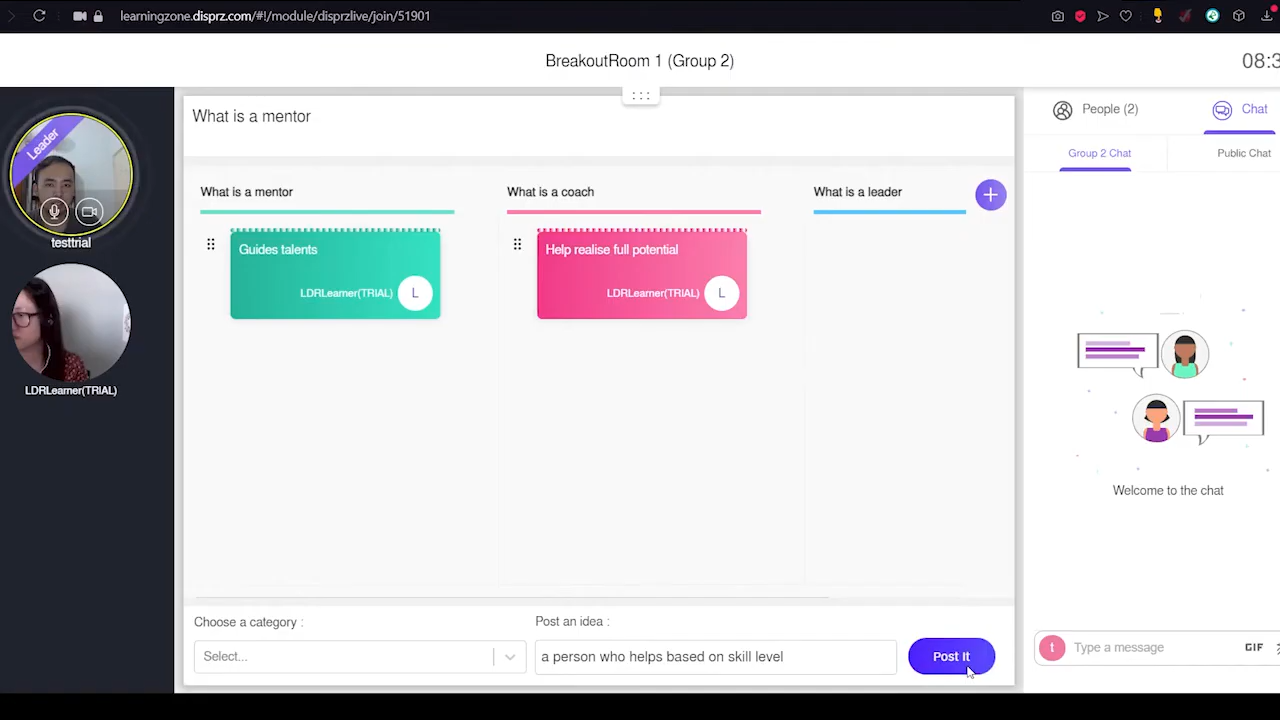 learningzone.disprz.com/#!/module/disprzlive/join/51901
BreakoutRoom 1 (Group 2)
08:3
Leader
testtrial
LDRLearner(TRIAL)
What is a mentor
What is a mentor
What is a coach
What is a leader
Guides talents
LDRLearner(TRIAL)
L
Help realise full potential
LDRLearner(TRIAL)
L
Choose a category :
Select...
Post an idea :
a person who helps based on skill level
Post It
People (2)
Chat
Group 2 Chat
Public Chat
Welcome to the chat
t
Type a message
GIF